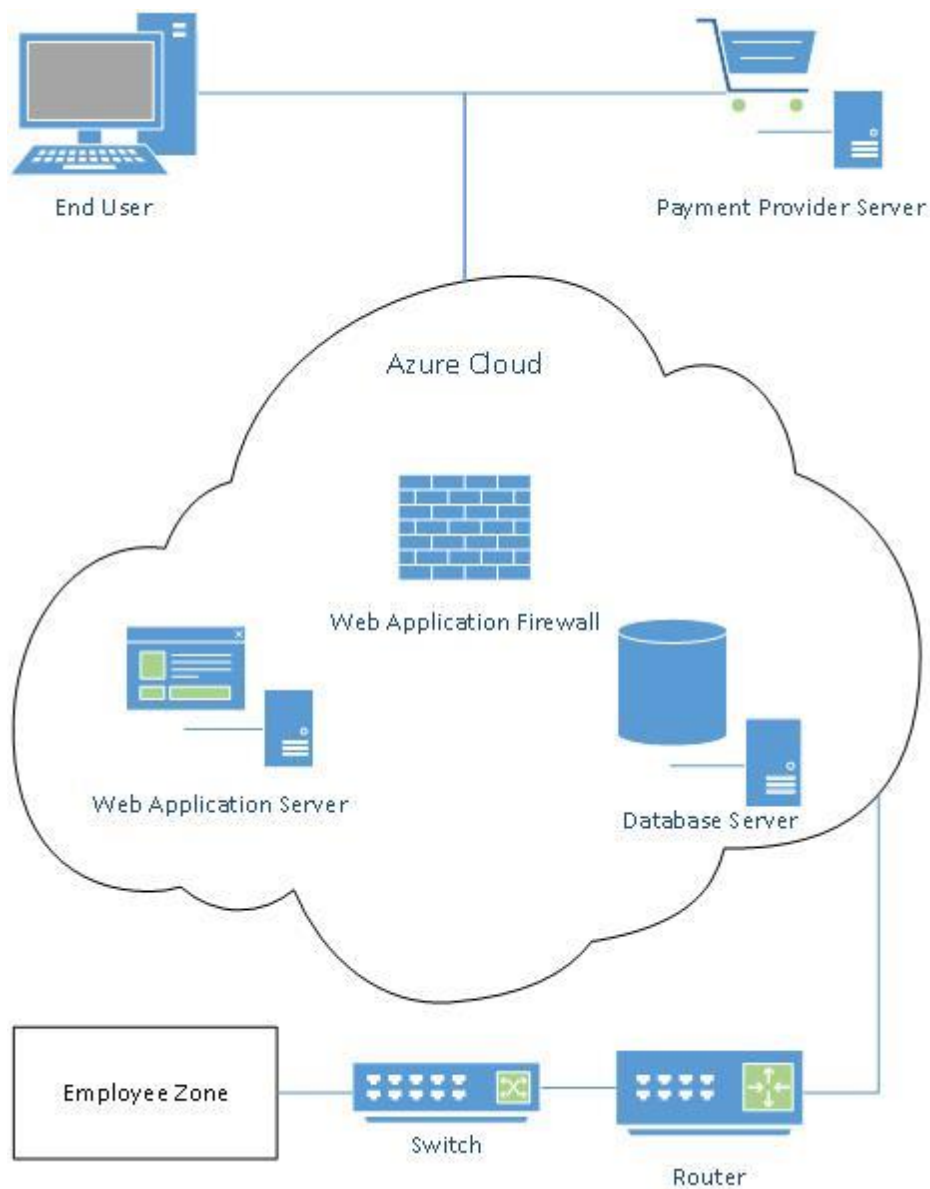 End User
Payment Provider Server
Azure Cloud
Web Application Firewall
Web Application Server
Database Server
Employee Zone
Switch
Router